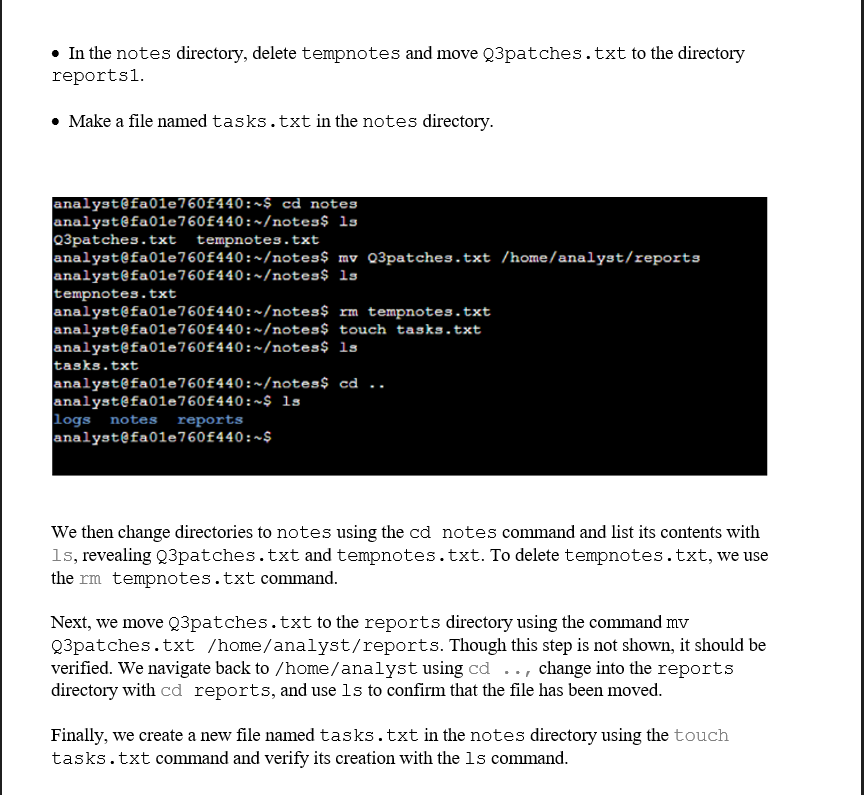 • In the notes directory, delete tempnotes and move Q3patches.txt to the directory
reports1.
• Make a file named tasks.txt in the notes directory.
analyst@fa01e760f440:~$ cd notes
analyst@fa01e760f440:~/notes$ ls
Q3patches.txt  tempnotes.txt
analyst@fa01e760f440:~/notes$ mv Q3patches.txt /home/analyst/reports
analyst@fa01e760f440:~/notes$ ls
tempnotes.txt
analyst@fa01e760f440:~/notes$ rm tempnotes.txt
analyst@fa01e760f440:~/notes$ touch tasks.txt
analyst@fa01e760f440:~/notes$ ls
tasks.txt
analyst@fa01e760f440:~/notes$ cd ..
analyst@fa01e760f440:~$ ls
logs  notes  reports
analyst@fa01e760f440:~$
We then change directories to notes using the cd notes command and list its contents with
ls, revealing Q3patches.txt and tempnotes.txt. To delete tempnotes.txt, we use
the rm tempnotes.txt command.
Next, we move Q3patches.txt to the reports directory using the command mv
Q3patches.txt /home/analyst/reports. Though this step is not shown, it should be
verified. We navigate back to /home/analyst using cd .., change into the reports
directory with cd reports, and use ls to confirm that the file has been moved.
Finally, we create a new file named tasks.txt in the notes directory using the touch
tasks.txt command and verify its creation with the ls command.